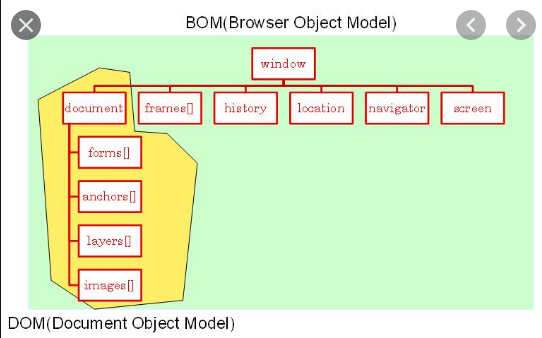 BOM(Browser Object Model)
window
document
frames[]
history
location
navigator
screen
forms[]
anchors[]
layers[]
images[]
DOM(Document Object Model)